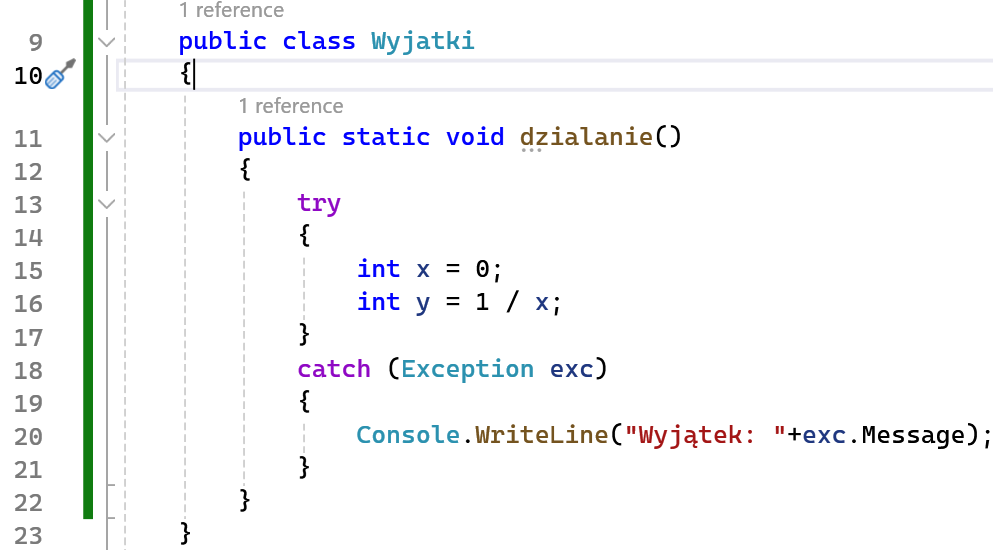 1 reference
9 public class Wyjatki
10 {
1 reference
11 public static void dzialanie()
12 {
13 try
14 {
15 int x = 0;
16 int y = 1 / x;
17 }
18 catch (Exception exc)
19 {
20 Console.WriteLine("Wyjątek: "+exc.Message);
21 }
22 }
23 }